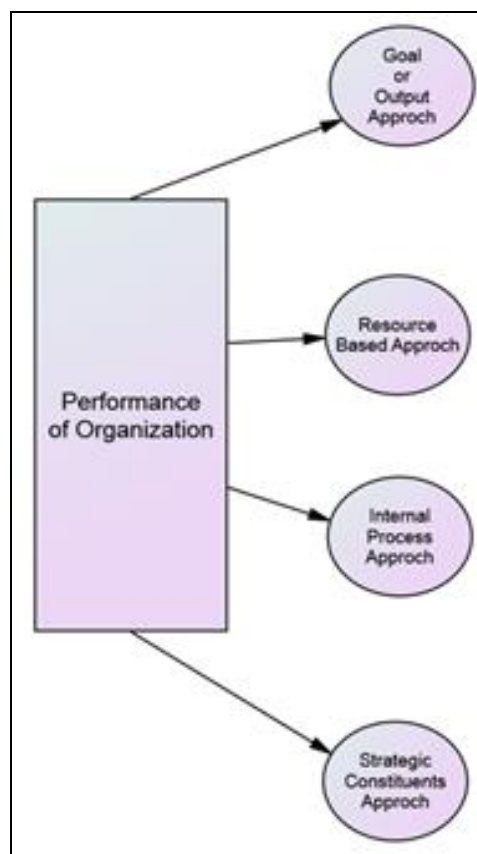 Goal
or
Output
Approch
Resource
Based Approch
Performance
of Organization
Internal
Process
Approch
Strategic
Constituents
Approch